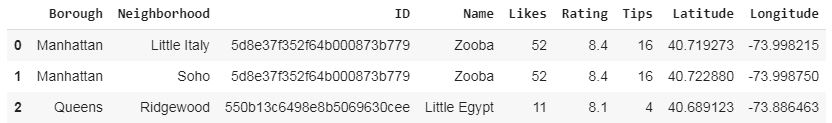 Borough Neighborhood ID Name Likes Rating Tips Latitude Longitude
0 Manhattan Little Italy 5d8e37f352f64b000873b779 Zooba 52 8.4 16 40.719273 -73.998215
1 Manhattan Soho 5d8e37f352f64b000873b779 Zooba 52 8.4 16 40.722880 -73.998750
2 Queens Ridgewood 550b13c6498e8b5069630cee Little Egypt 11 8.1 4 40.689123 -73.886463